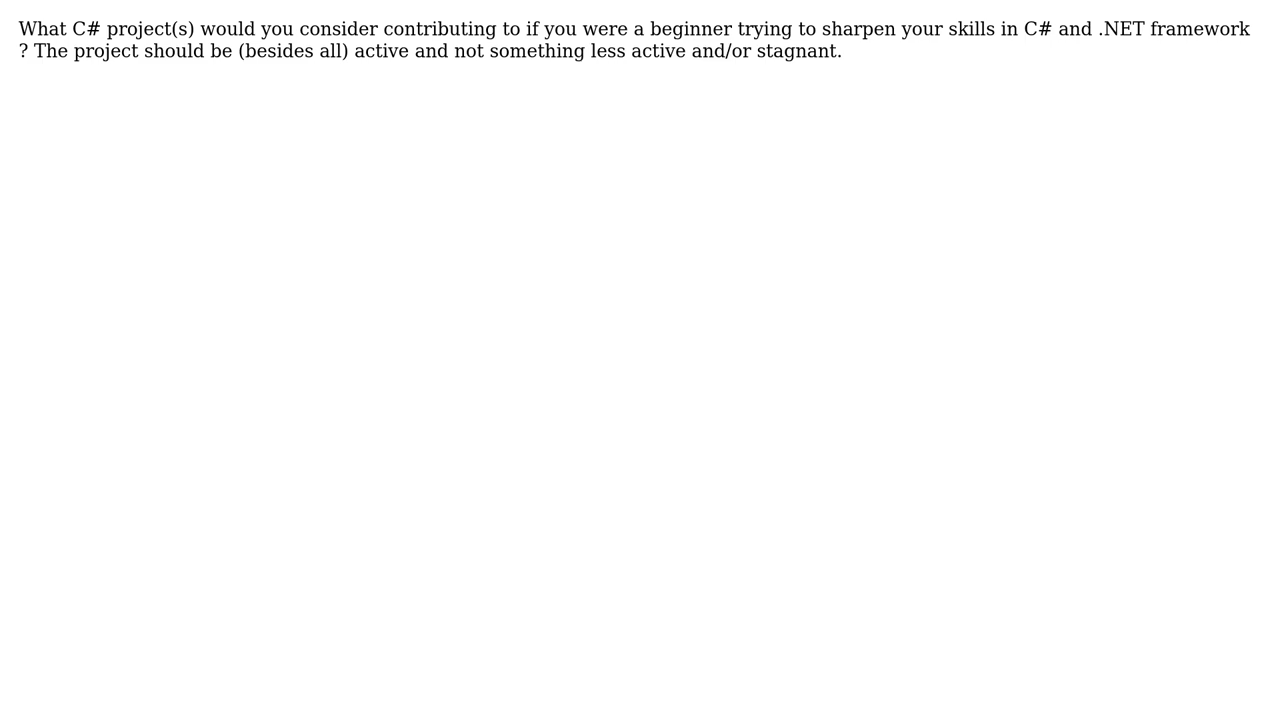 What C# project(s) would you consider contributing to if you were a beginner trying to sharpen your skills in C# and .NET framework
? The project should be (besides all) active and not something less active and/or stagnant.